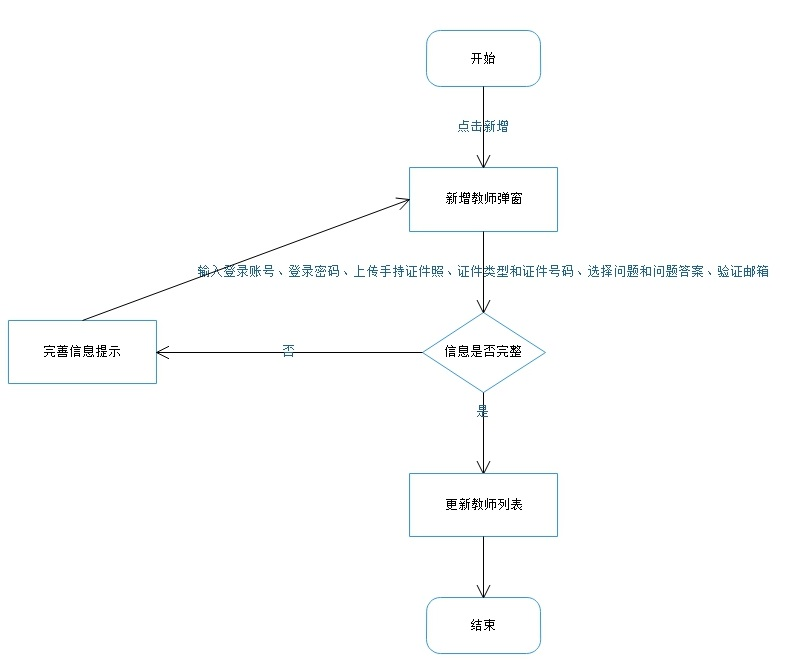 开始
点击新增
新增教师弹窗
输入登录账号、登录密码、上传手持证件照、证件类型和证件号码、选择问题和问题答案、验证邮箱
完善信息提示
否
信息是否完整
是
更新教师列表
结束